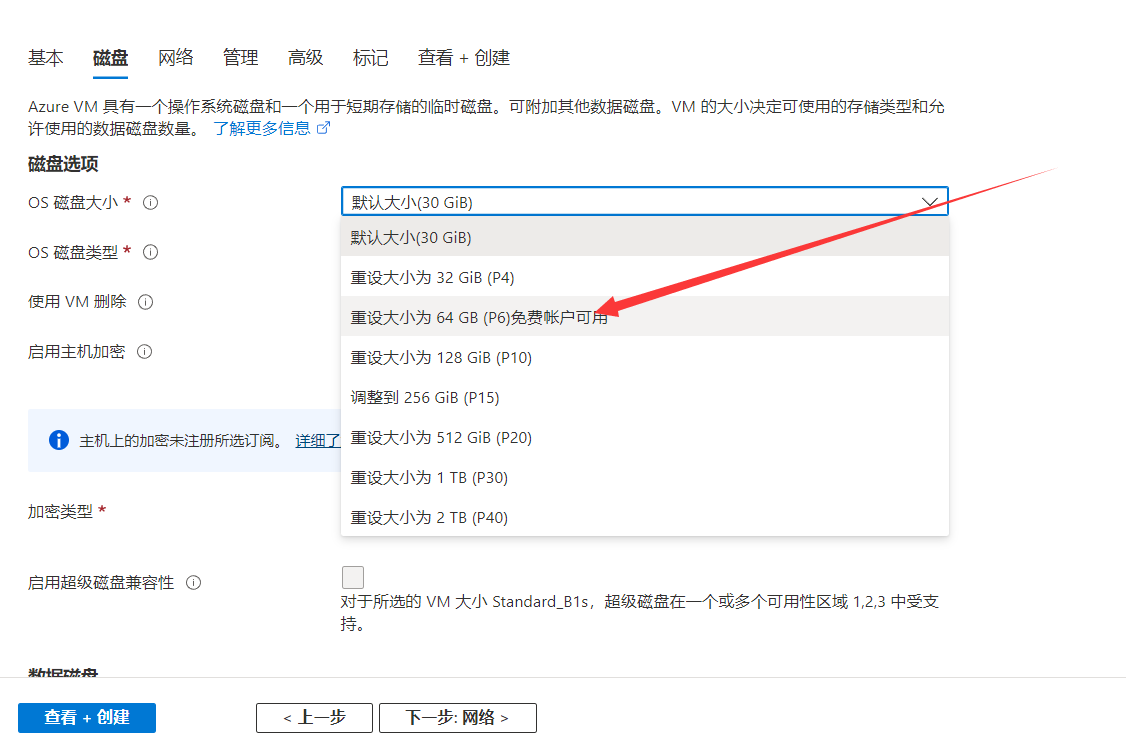 基本 磁盘 网络 管理 高级 标记 查看 + 创建
Azure VM 具有一个操作系统磁盘和一个用于短期存储的临时磁盘。可附加其他数据磁盘。VM 的大小决定可使用的存储类型和允
许使用的数据磁盘数量。 了解更多信息
磁盘选项
OS 磁盘大小 *
默认大小(30 GiB)
默认大小(30 GiB)
OS 磁盘类型 *
重设大小为 32 GiB (P4)
使用 VM 删除
重设大小为 64 GB (P6)免费帐户可用
启用主机加密
重设大小为 128 GiB (P10)
调整到 256 GiB (P15)
主机上的加密未注册所选订阅。 详细了
重设大小为 512 GiB (P20)
重设大小为 1 TB (P30)
加密类型 *
重设大小为 2 TB (P40)
启用超级磁盘兼容性
对于所选的 VM 大小 Standard_B1s，超级磁盘在一个或多个可用性区域 1,2,3 中受支
持。
数据磁盘
查看 + 创建
< 上一步
下一步: 网络 >